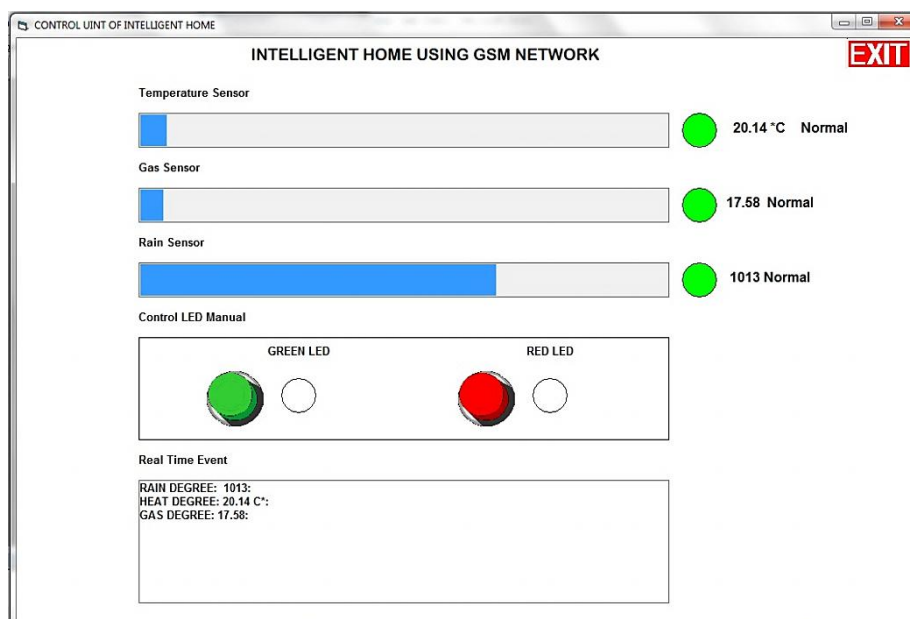 CONTROL UINT OF INTELLIGENT HOME
INTELLIGENT HOME USING GSM NETWORK
EXIT
Temperature Sensor
20.14 *C Normal
Gas Sensor
17.58 Normal
Rain Sensor
1013 Normal
Control LED Manual
GREEN LED RED LED
Real Time Event
RAIN DEGREE: 1013:
HEAT DEGREE: 20.14 C*:
GAS DEGREE: 17.58: